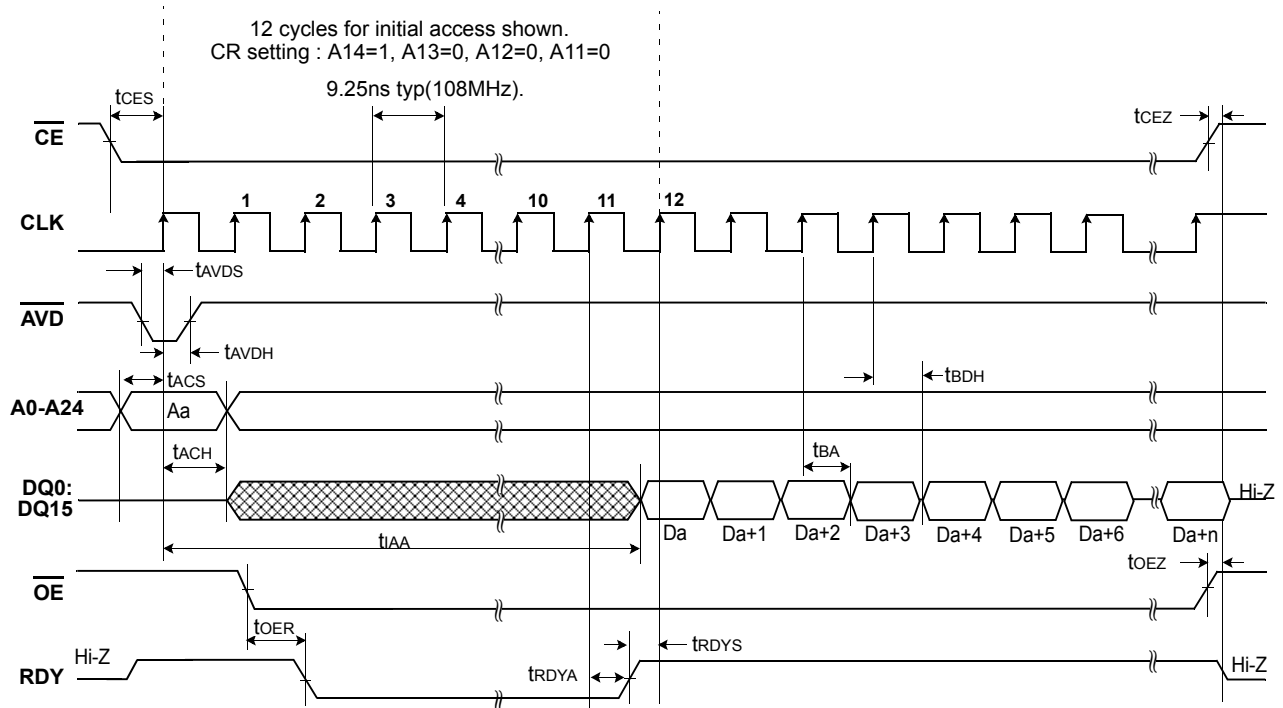 12 cycles for initial access shown.
CR setting : A14=1, A13=0, A12=0, A11=0
9.25ns typ(108MHz).
tCES
tCEZ
CE
1 2 3 4 10 11 12
CLK
tAVDS
AVD
tAVDH
tACS
tBDH
A0-A24
Aa
tACH
tBA
DQ0:
DQ15
Hi-Z
Da Da+1 Da+2 Da+3 Da+4 Da+5 Da+6 Da+n
tIAA
tOEZ
OE
tOER
tRDYS
Hi-Z
RDY
tRDYA
Hi-Z